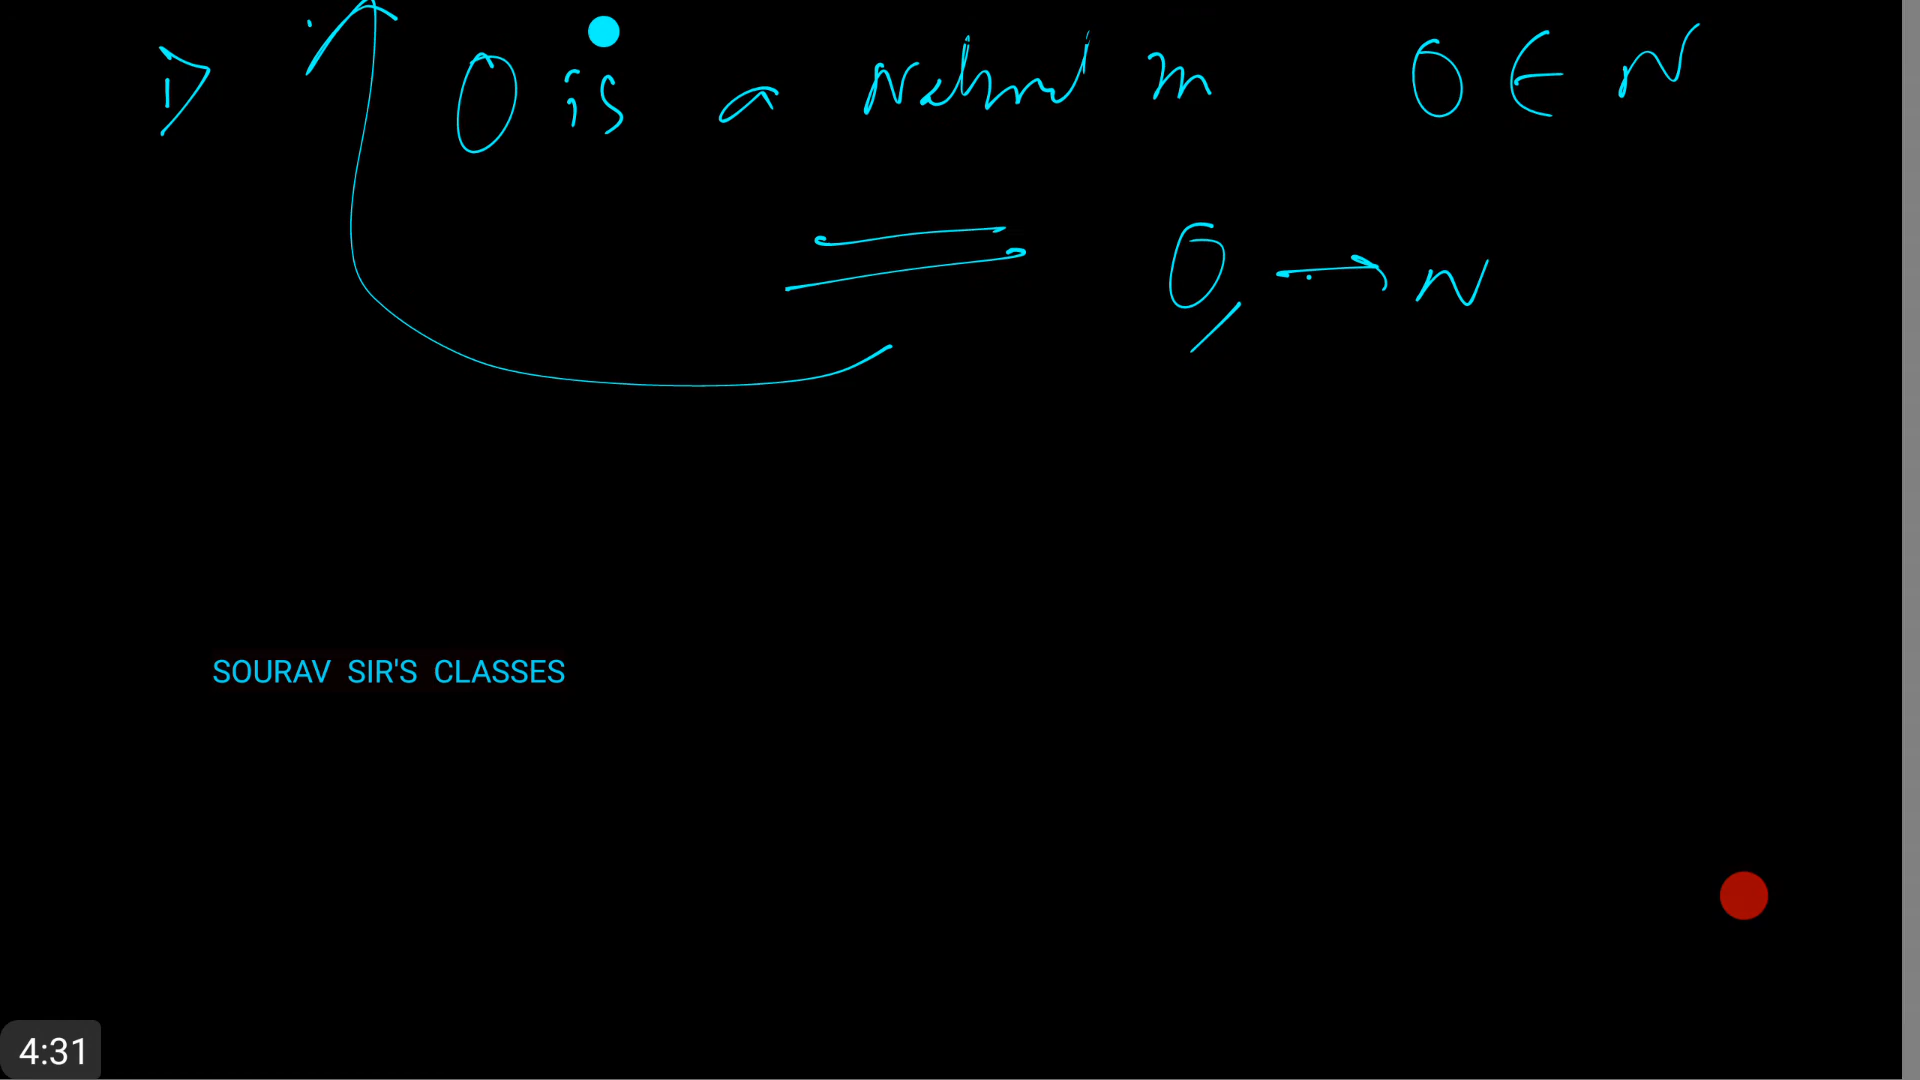 0 is a Natural no 0 ∈ N
0, → N
SOURAV SIR'S CLASSES
4:31